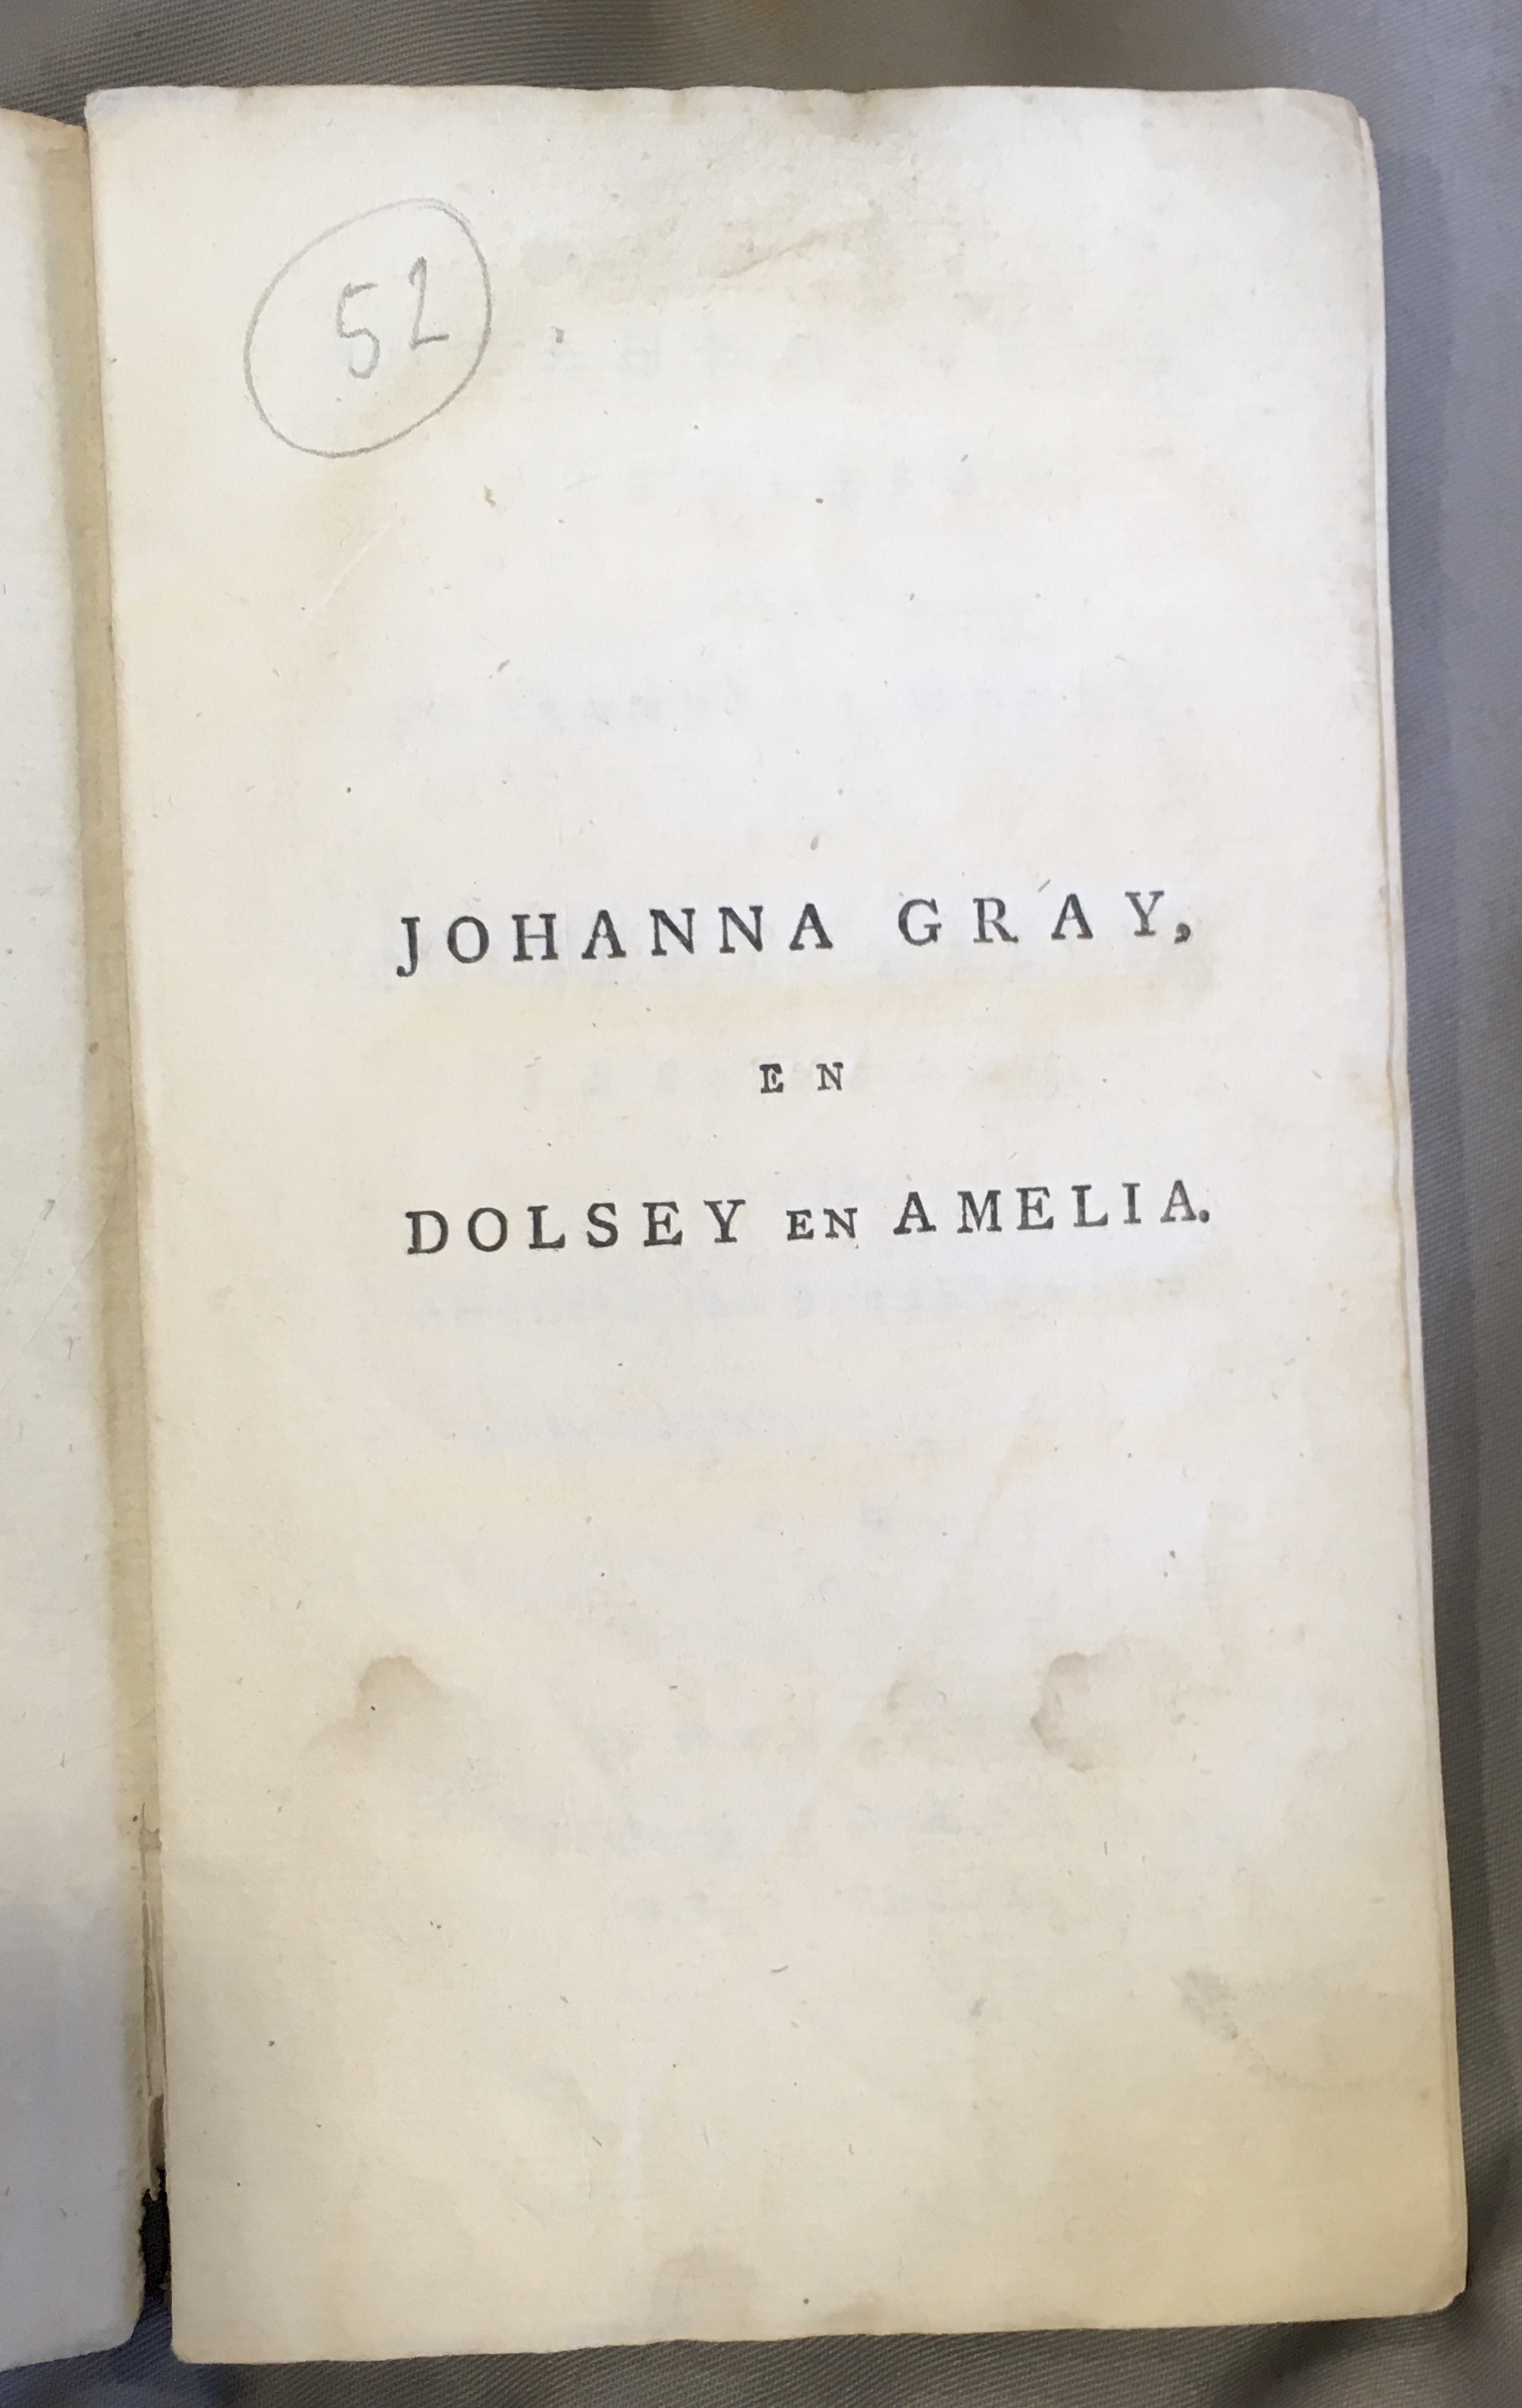 52
JOHANNA GRAY,
EN
DOLSEY EN AMELIA.